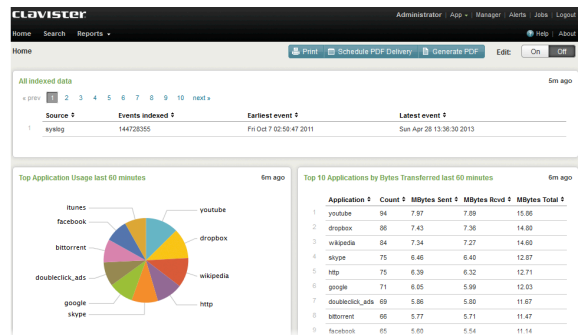 clavister
Administrator | App | Manager | Alerts | Jobs | Logout
Home Search Reports
Help | About
Home
Print Schedule PDF Delivery Generate PDF Edit: On Off
All indexed data 5m ago
« prev 1 2 3 4 5 6 7 8 9 10 next »
Source Events indexed Earliest event Latest event
1 syslog 144728355 Fri Oct 7 02:50:47 2011 Sun Apr 28 13:36:30 2013
Top Application Usage last 60 minutes 6m ago
itunes
facebook
bittorrent
doubleclick_ads
google
skype
youtube
dropbox
wikipedia
http
Top 10 Applications by Bytes Transferred last 60 minutes 6m ago
Application Count MBytes Sent MBytes Rcvd MBytes Total
1 youtube 94 7.97 7.89 15.86
2 dropbox 86 7.43 7.36 14.80
3 wikipedia 84 7.34 7.27 14.60
4 skype 75 6.46 6.40 12.87
5 http 75 6.39 6.32 12.71
6 google 71 6.05 5.99 12.03
7 doubleclick_ads 69 5.86 5.80 11.67
8 bittorrent 66 5.77 5.71 11.47
9 facebook 65 5.60 5.54 11.14